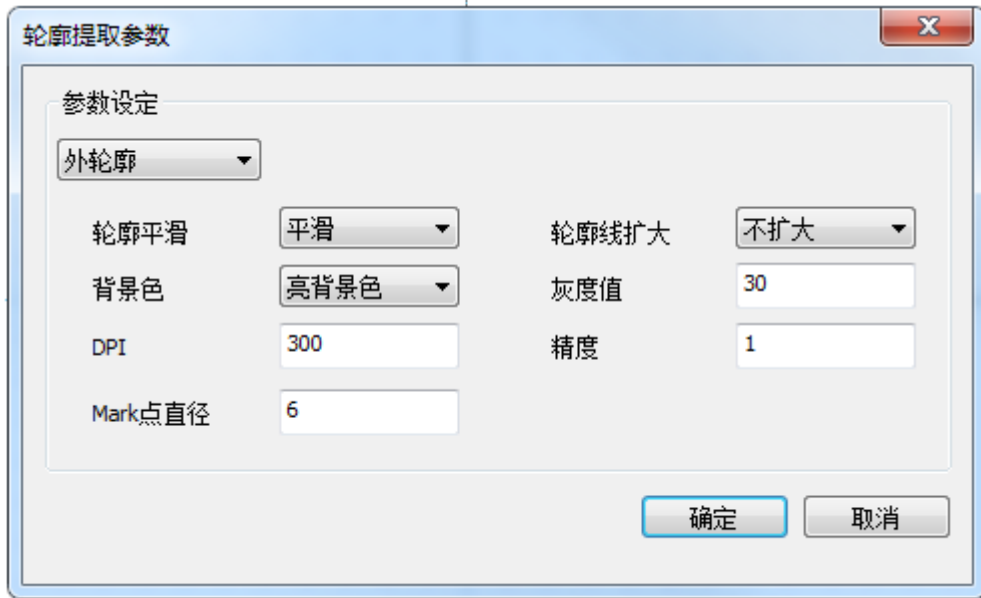 轮廓提取参数
参数设定
外轮廓
轮廓平滑 平滑 轮廓线扩大 不扩大
背景色 亮背景色 灰度值 30
DPI 300 精度 1
Mark点直径 6
确定 取消